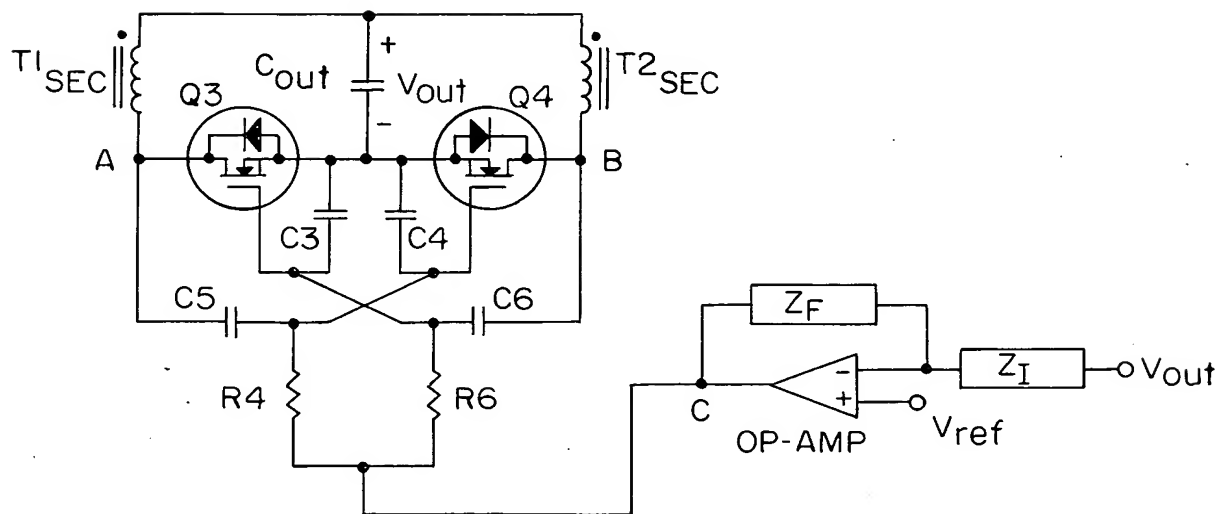 T1SEC
Cout
+
Vout
-
T2SEC
Q3
Q4
A
B
C3
C4
C5
C6
R4
R6
ZF
ZI
Vout
-
+
C
Vref
OP-AMP